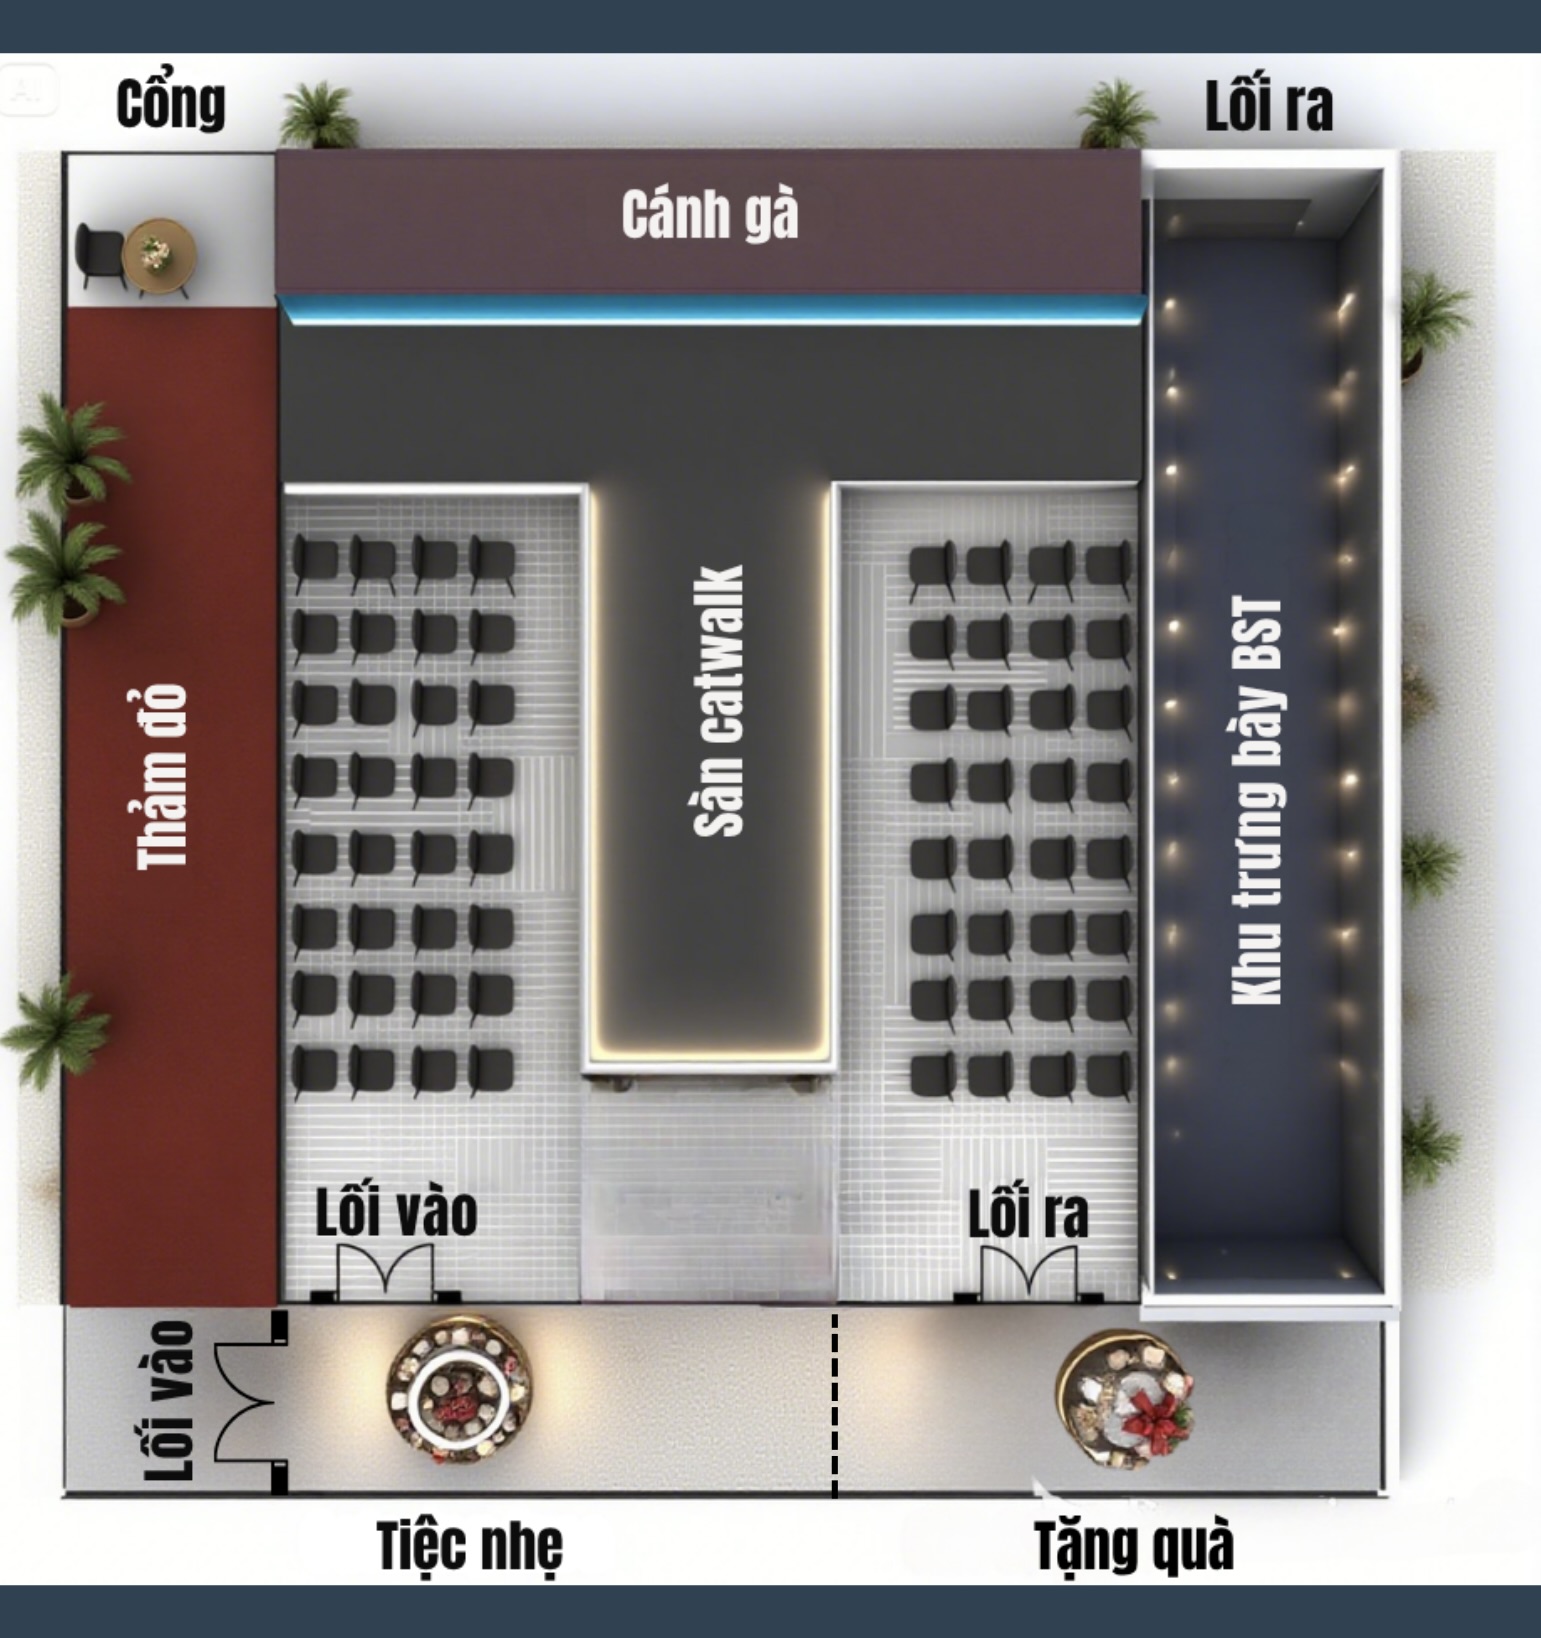 Cổng
Lối ra
Cánh gà
Thảm đỏ
Sàn catwalk
Khu trưng bày BST
Lối vào
Lối ra
Lối vào
Tiệc nhẹ
Tặng quà